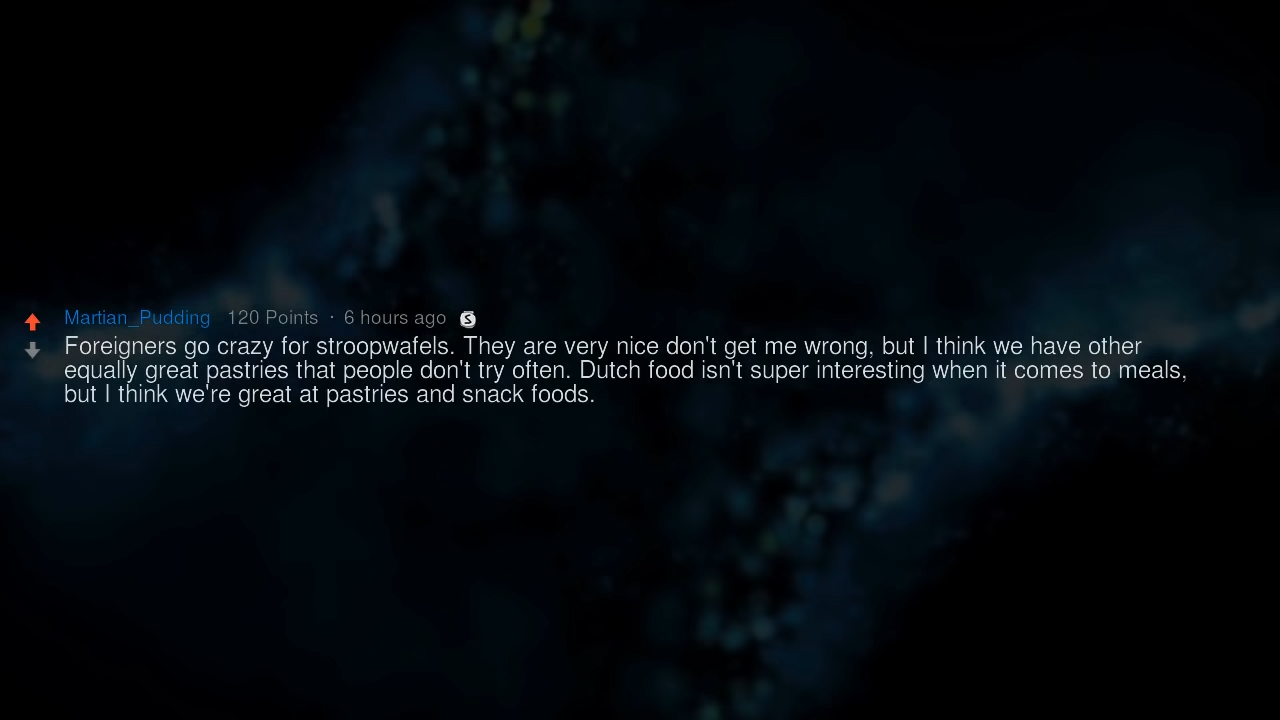 Martian_Pudding 120 Points · 6 hours ago
Foreigners go crazy for stroopwafels. They are very nice don't get me wrong, but I think we have other
equally great pastries that people don't try often. Dutch food isn't super interesting when it comes to meals,
but I think we're great at pastries and snack foods.